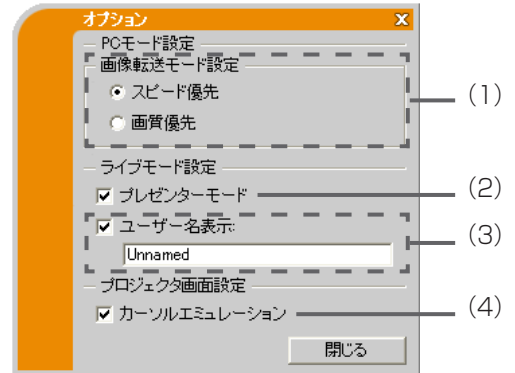 オプション
PCモード設定
画像転送モード設定
スピード優先
画質優先
(1)
ライブモード設定
プレゼンターモード
(2)
ユーザー名表示:
(3)
Unnamed
プロジェクタ画面設定
カーソルエミュレーション
(4)
閉じる